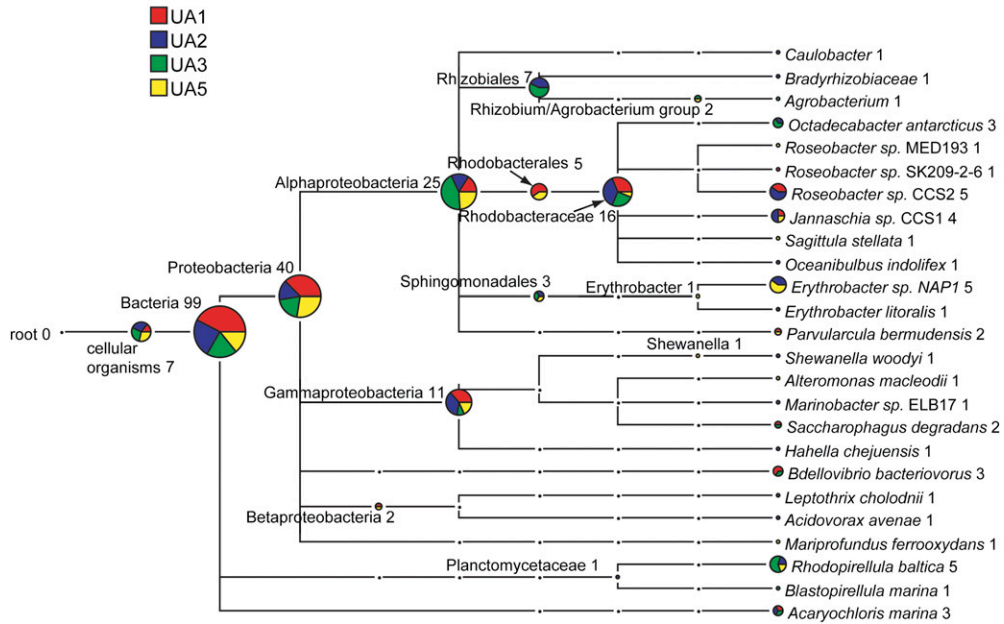 UA1
UA2
UA3
UA5
Caulobacter 1
Rhizobiales 7
Bradyrhizobiaceae 1
Rhizobium/Agrobacterium group 2
Agrobacterium 1
Octadecabacter antarcticus 3
Roseobacter sp. MED193 1
Rhodobacterales 5
Roseobacter sp. SK209-2-6 1
Alphaproteobacteria 25
Roseobacter sp. CCS2 5
Rhodobacteraceae 16
Jannaschia sp. CCS1 4
Sagittula stellata 1
Oceanibulbus indolifex 1
Proteobacteria 40
Sphingomonadales 3
Erythrobacter 1
Erythrobacter sp. NAP1 5
Bacteria 99
Erythrobacter litoralis 1
root 0
Parvularcula bermudensis 2
cellular
organisms 7
Shewanella 1
Shewanella woodyi 1
Alteromonas macleodii 1
Gammaproteobacteria 11
Marinobacter sp. ELB17 1
Saccharophagus degradans 2
Hahella chejuensis 1
Bdellovibrio bacteriovorus 3
Leptothrix cholodnii 1
Betaproteobacteria 2
Acidovorax avenae 1
Mariprofundus ferrooxydans 1
Planctomycetaceae 1
Rhodopirellula baltica 5
Blastopirellula marina 1
Acaryochloris marina 3